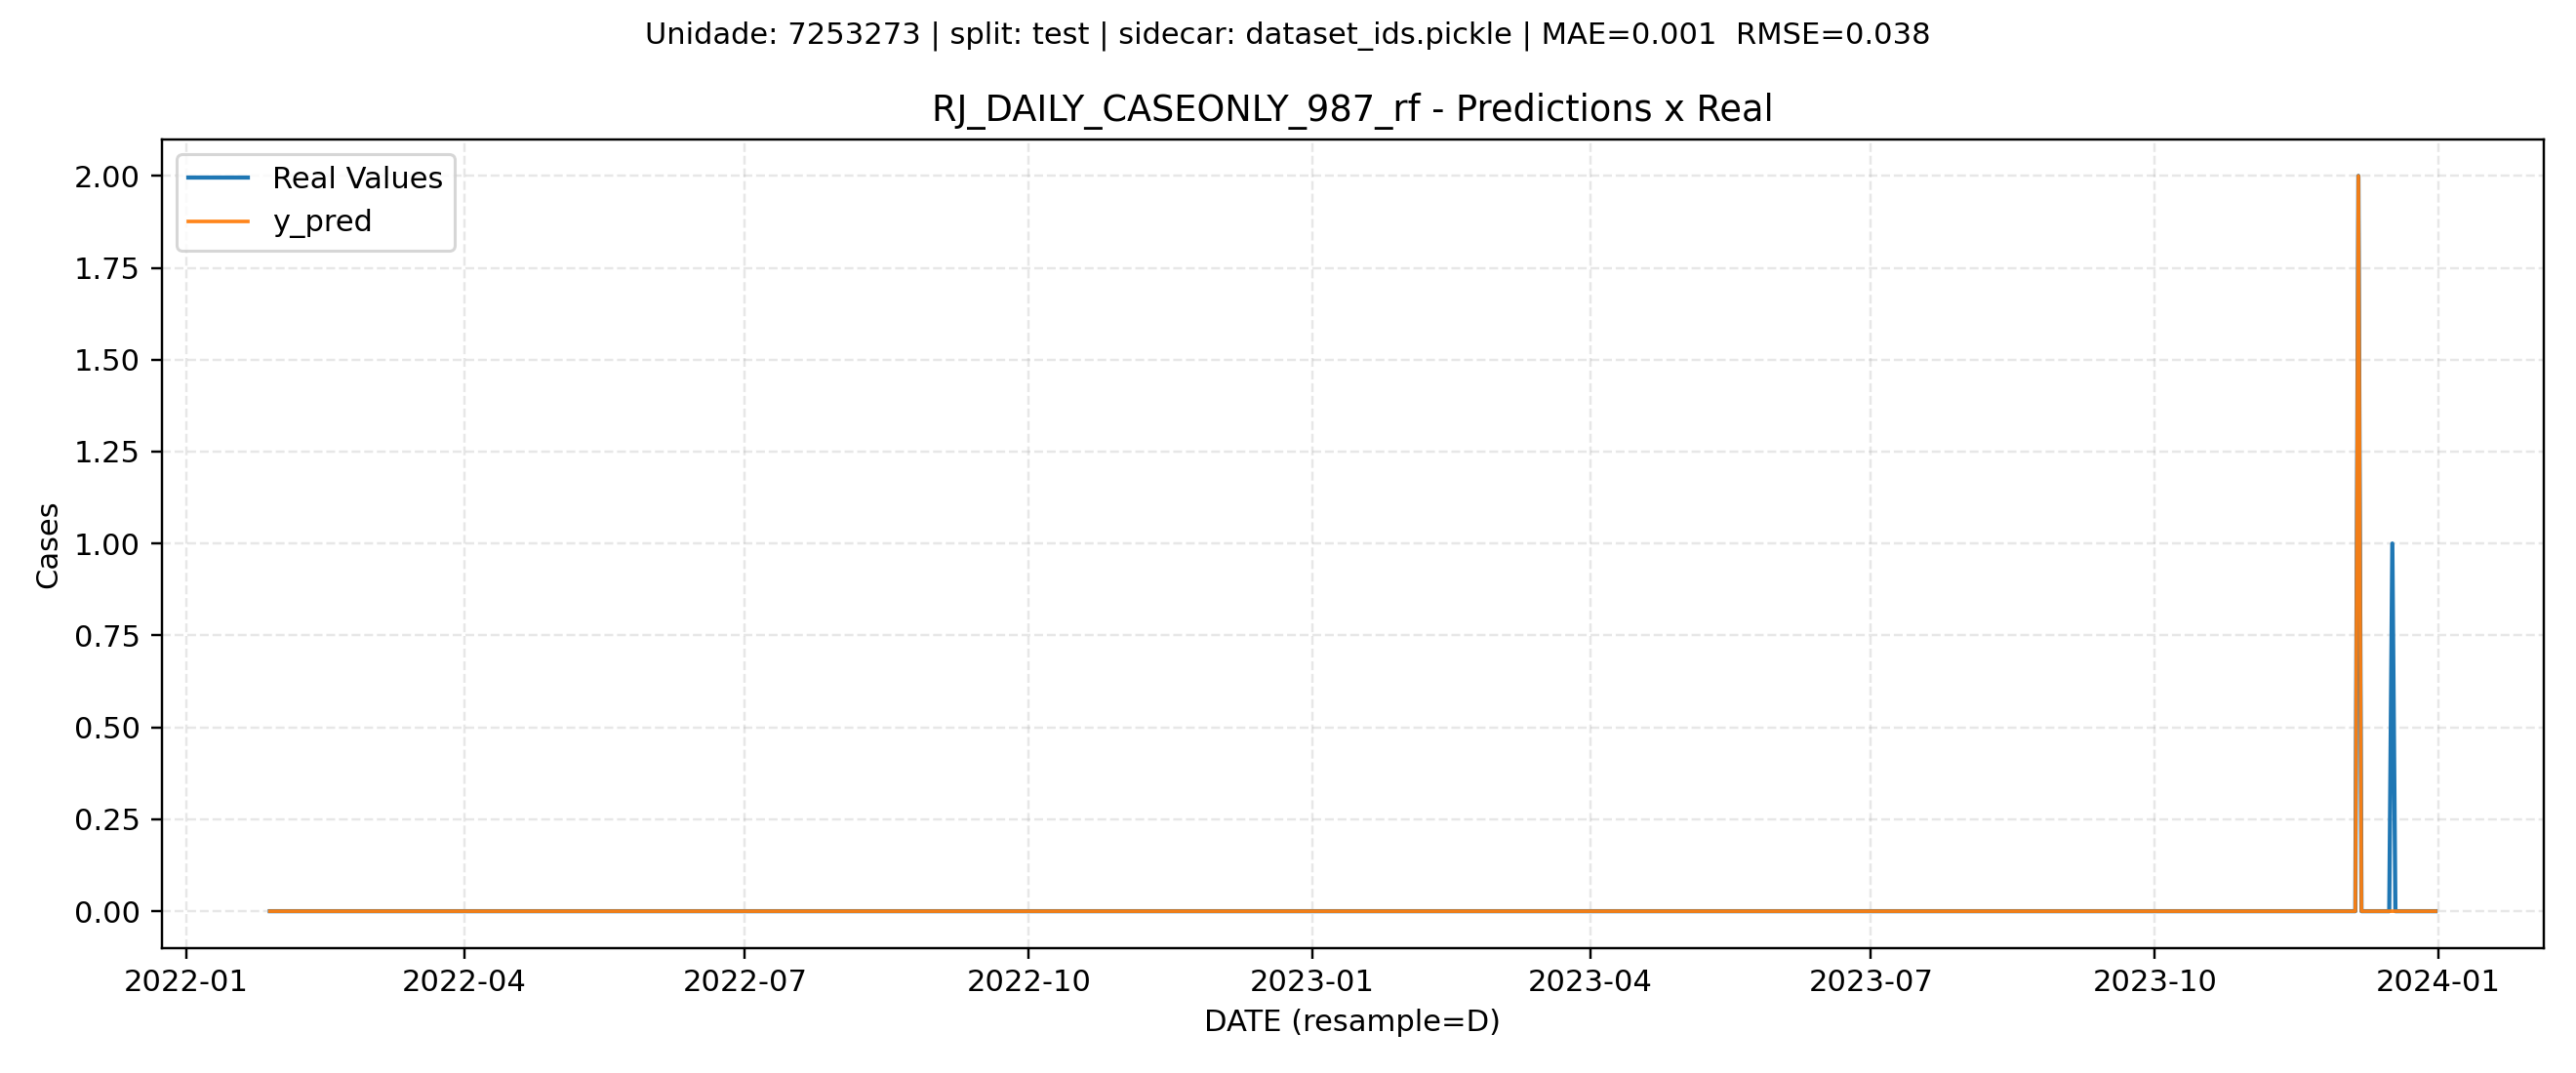 Unidade: 7253273 | split: test | sidecar: dataset_ids.pickle | MAE=0.001  RMSE=0.038
RJ_DAILY_CASEONLY_987_rf - Predictions x Real
Real Values
y_pred
2.00
1.75
1.50
1.25
1.00
0.75
0.50
0.25
0.00
Cases
2022-01 2022-04 2022-07 2022-10 2023-01 2023-04 2023-07 2023-10 2024-01
DATE (resample=D)